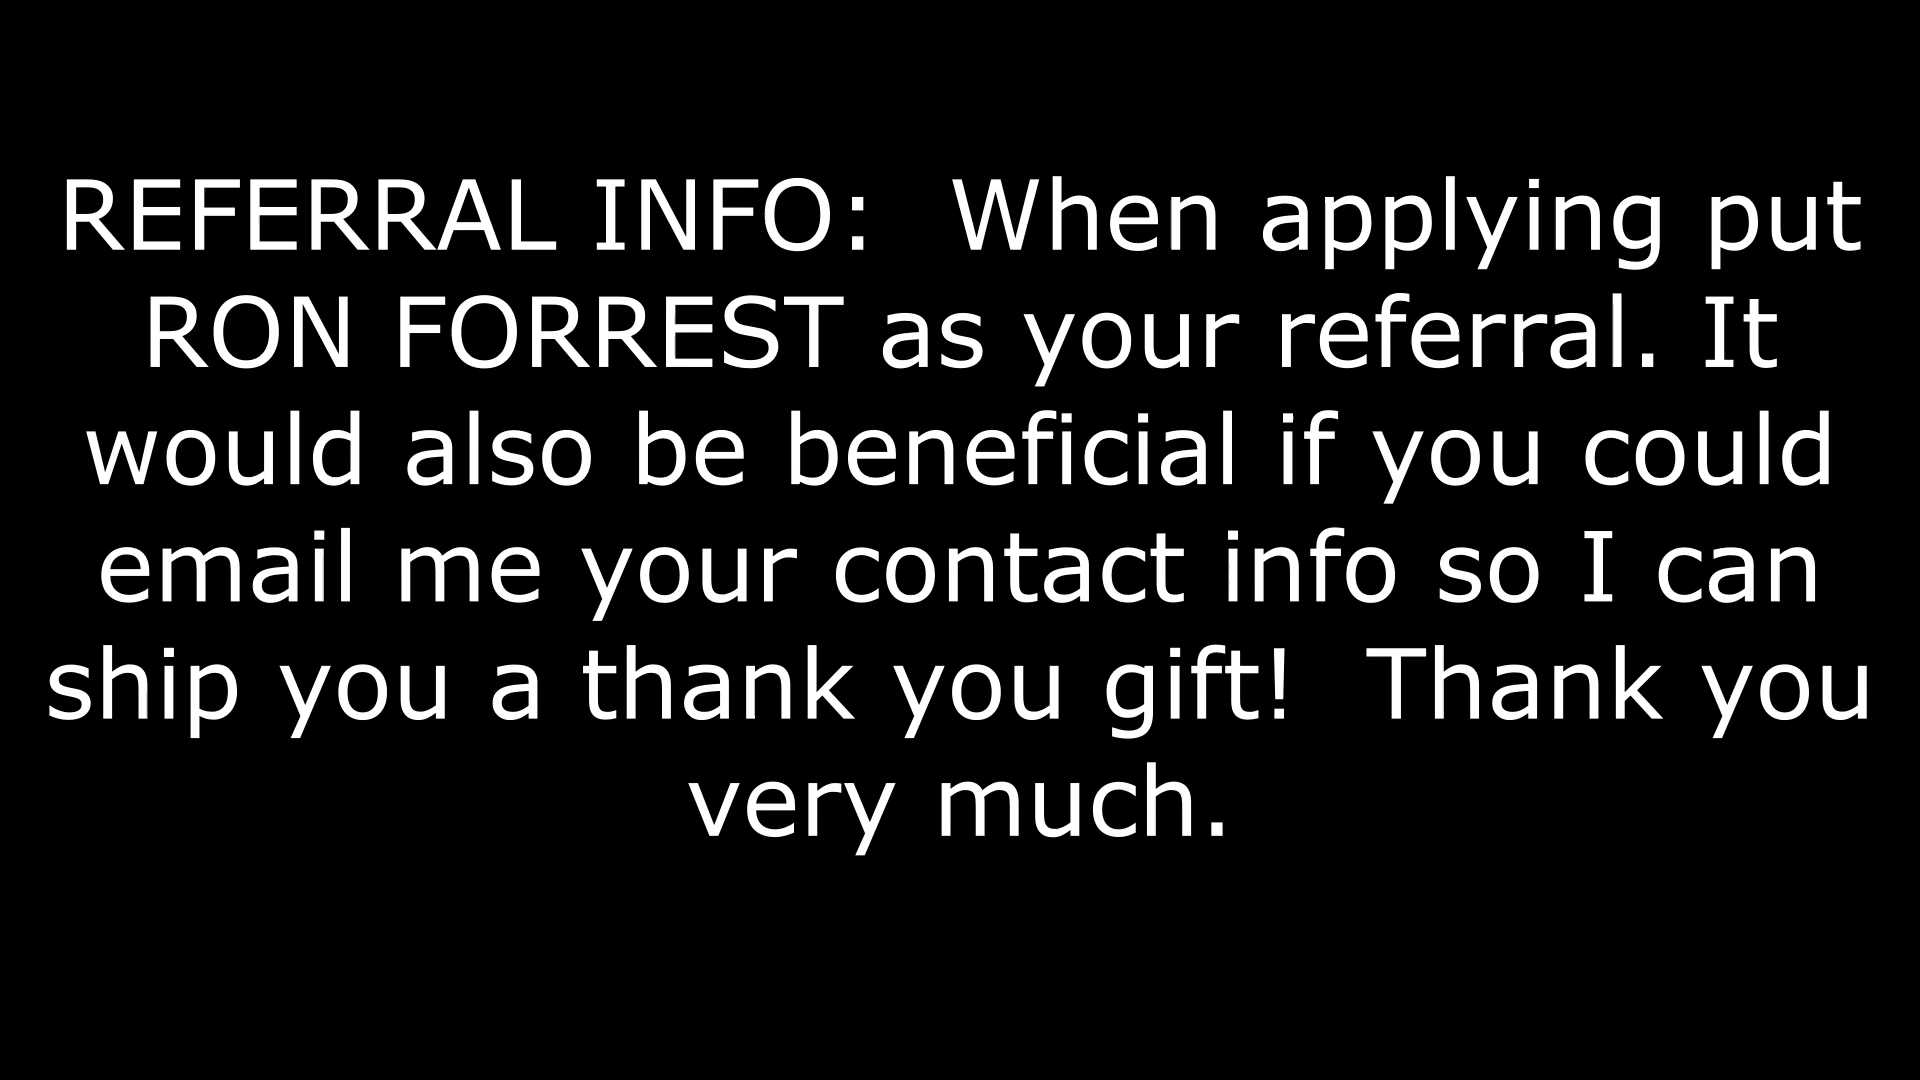 REFERRAL INFO:  When applying put
RON FORREST as your referral. It
would also be beneficial if you could
email me your contact info so I can
ship you a thank you gift!  Thank you
very much.